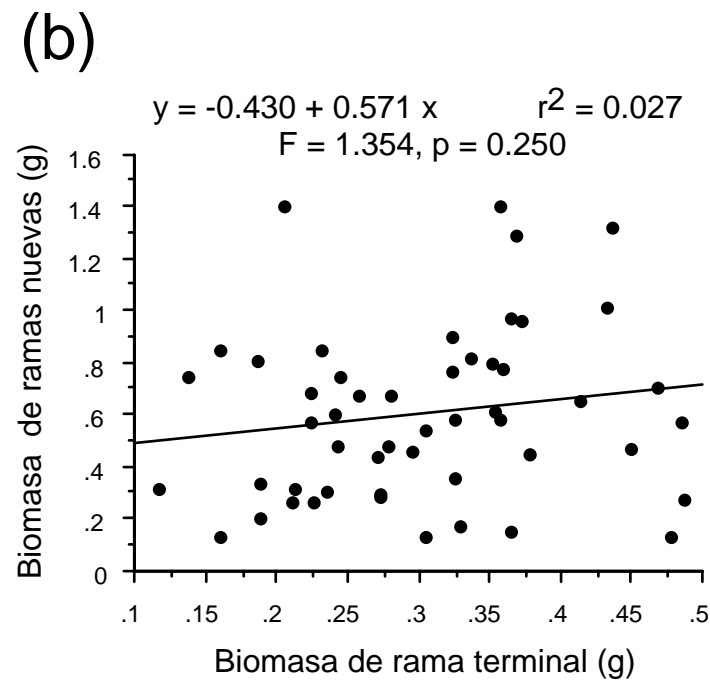 (b)
y = -0.430 + 0.571 x r2 = 0.027
F = 1.354, p = 0.250
Biomasa de ramas nuevas (g)
1.6
1.4
1.2
1
.8
.6
.4
.2
0
.1 .15 .2 .25 .3 .35 .4 .45 .5
Biomasa de rama terminal (g)